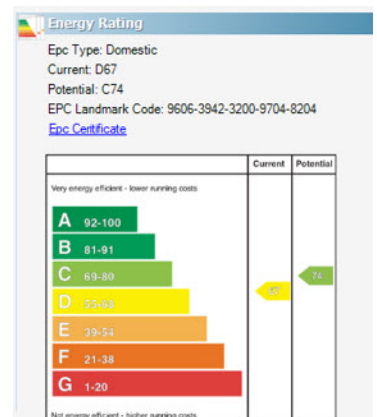 Energy Rating
Epc Type: Domestic
Current: D67
Potential: C74
EPC Landmark Code: 9606-3942-3200-9704-8204
Epc Certificate
Current Potential
Very energy efficient - lower running costs
A 92-100
B 81-91
C 69-80
74
D 55-68
67
E 39-54
F 21-38
G 1-20
Not energy efficient - higher running costs